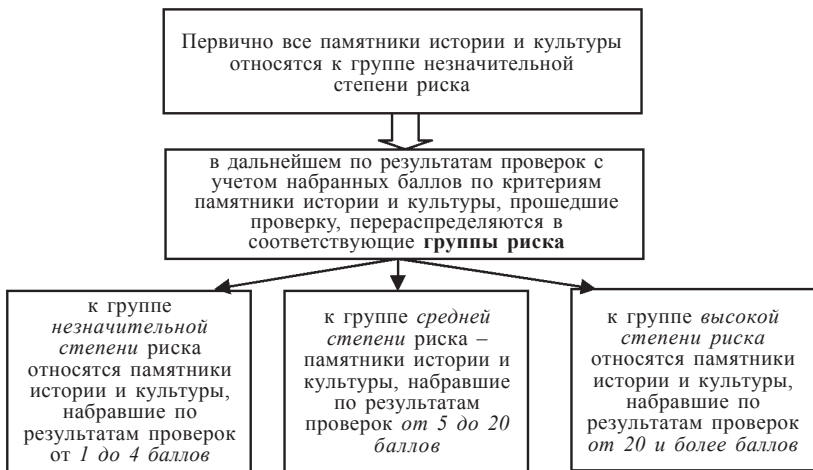 Первично все памятники истории и культуры
относятся к группе незначительной
степени риска
в дальнейшем по результатам проверок с
учетом набранных баллов по критериям
памятники истории и культуры, прошедшие
проверку, перераспределяются в
соответствующие группы риска
к группе
незначительной
степени риска
относятся памятники
истории и культуры,
набравшие по
результатам проверок
от 1 до 4 баллов
к группе средней
степени риска –
памятники истории и
культуры, набравшие
по результатам
проверок от 5 до 20
баллов
к группе высокой
степени риска
относятся памятники
истории и культуры,
набравшие по
результатам проверок
от 20 и более баллов